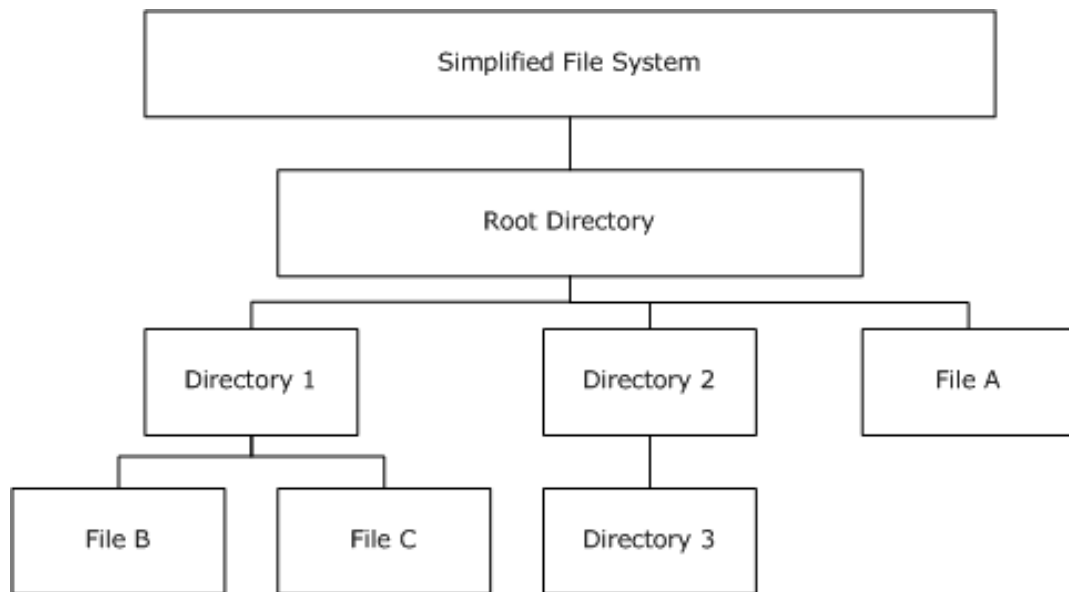 Simplified File System
Root Directory
Directory 1
Directory 2
File A
File B
File C
Directory 3